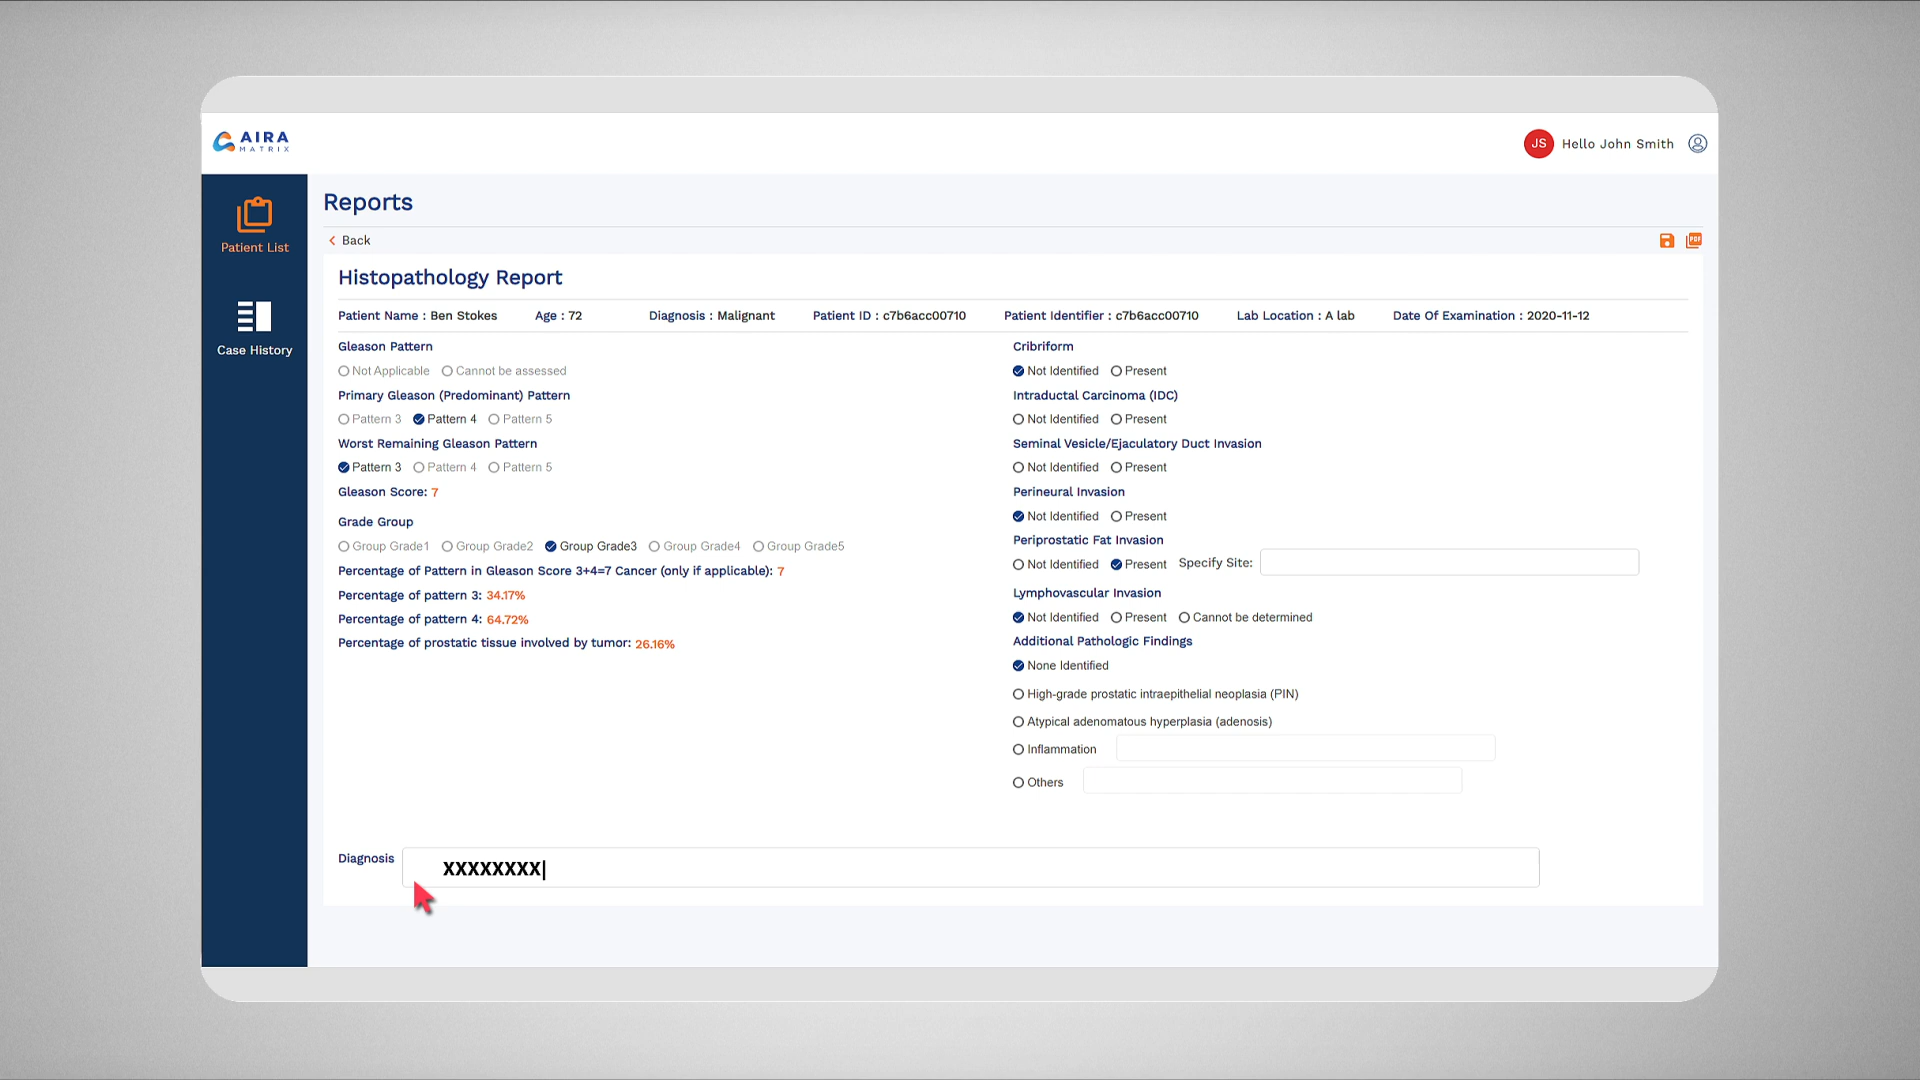 AIRA
MATRIX
JS Hello John Smith
Patient List
Case History
Reports
Back
PDF
Histopathology Report
Patient Name : Ben Stokes Age : 72 Diagnosis : Malignant Patient ID : c7b6acc00710 Patient Identifier : c7b6acc00710 Lab Location : A lab Date Of Examination : 2020-11-12
Gleason Pattern
Not Applicable Cannot be assessed
Primary Gleason (Predominant) Pattern
Pattern 3 Pattern 4 Pattern 5
Worst Remaining Gleason Pattern
Pattern 3 Pattern 4 Pattern 5
Gleason Score: 7
Grade Group
Group Grade1 Group Grade2 Group Grade3 Group Grade4 Group Grade5
Percentage of Pattern in Gleason Score 3+4=7 Cancer (only if applicable): 7
Percentage of pattern 3: 34.17%
Percentage of pattern 4: 64.72%
Percentage of prostatic tissue involved by tumor: 26.16%
Cribriform
Not Identified Present
Intraductal Carcinoma (IDC)
Not Identified Present
Seminal Vesicle/Ejaculatory Duct Invasion
Not Identified Present
Perineural Invasion
Not Identified Present
Periprostatic Fat Invasion
Not Identified Present Specify Site:
Lymphovascular Invasion
Not Identified Present Cannot be determined
Additional Pathologic Findings
None Identified
High-grade prostatic intraepithelial neoplasia (PIN)
Atypical adenomatous hyperplasia (adenosis)
Inflammation
Others
Diagnosis XXXXXXXX